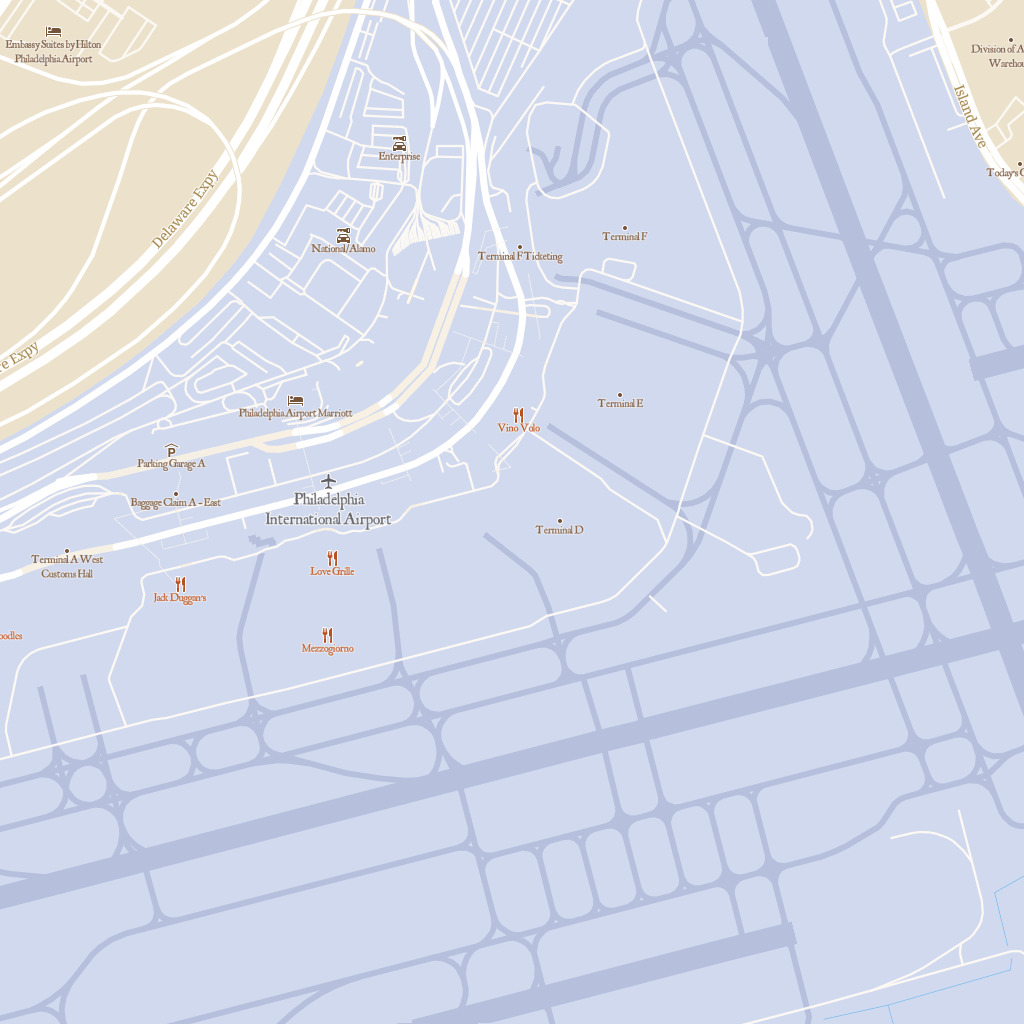 Embassy Suites by Hilton
Philadelphia Airport
Division of A
Warehou
Island Ave
Enterprise
Today's C
Delaware Expy
National/Alamo
Terminal F
Terminal F Ticketing
re Expy
Terminal E
Philadelphia Airport Marriott
Vino Volo
Parking Garage A
Baggage Claim A - East
Philadelphia
International Airport
Terminal D
Terminal A West
Customs Hall
Love Grille
Jack Duggan's
oodles
Mezzogiorno